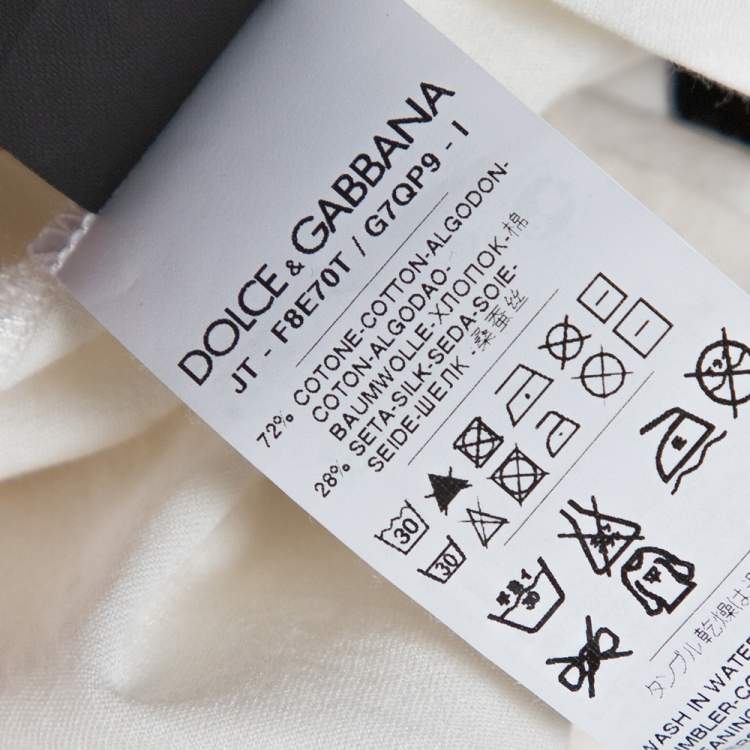 DOLCE & GABBANA
JT - F8E70T / G7QP9 - I
72% COTONE-COTTON-ALGODON-
COTON-ALGODAO-
BAUMWOLLE-ХЛОПОК-棉
28% SETA-SILK-SEDA-SOIE-
SEIDE-ШЕЛК -桑蚕丝
30
30
30
タンブル乾燥は
WASH IN WATER